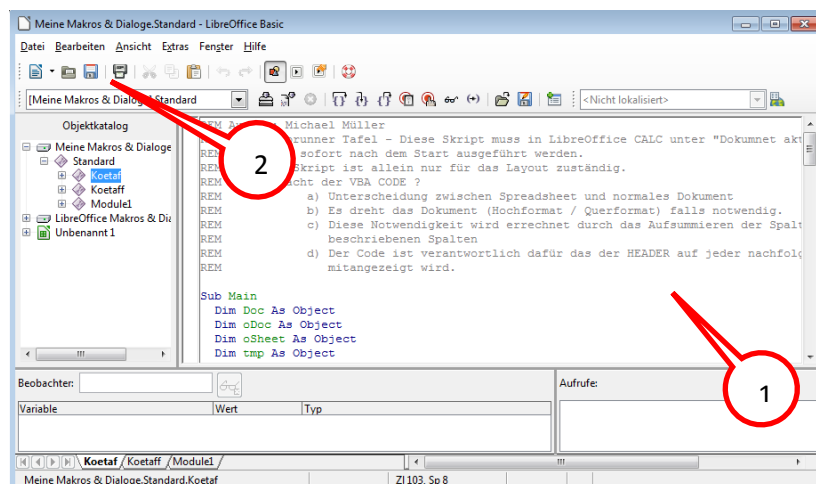 Meine Makros & Dialoge.Standard - LibreOffice Basic
Datei Bearbeiten Ansicht Extras Fenster Hilfe
[Meine Makros & Dialoge].Standard
<Nicht lokalisiert>
Objektkatalog
Meine Makros & Dialoge
Standard
Koetaf
Koetaff
Module1
LibreOffice Makros & Dia
Unbenannt1
REM Michael Müller
runner Tafel - Diese Skript muss in LibreOffice CALC unter "Dokumnet akt
REM sofort nach dem Start ausgeführt werden.
REM Skript ist allein nur für das Layout zuständig.
REM cht der VBA CODE ?
REM a) Unterscheidung zwischen Spreadsheet und normales Dokument
REM b) Es dreht das Dokument (Hochformat / Querformat) falls notwendig.
REM c) Diese Notwendigkeit wird errechnet durch das Aufsummieren der Spalt
REM beschriebenen Spalten
REM d) Der Code ist verantwortlich dafür das der HEADER auf jeder nachfolg
REM mitangezeigt wird.
Sub Main
Dim Doc As Object
Dim oDoc As Object
Dim oSheet As Object
Dim tmp As Object
2
1
Beobachter:
Aufrufe:
Variable Wert Typ
Koetaf Koetaff Module1
Meine Makros & Dialoge.Standard.Koetaf Zl 103, Sp 8